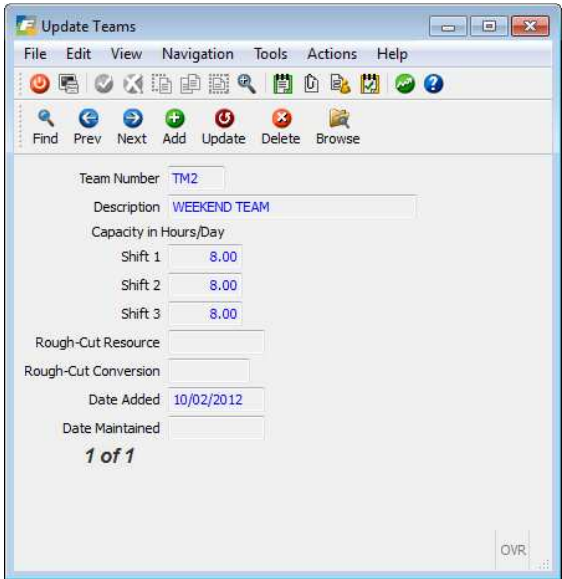 Update Teams
File Edit View Navigation Tools Actions Help
Find Prev Next Add Update Delete Browse
Team Number TM2
Description WEEKEND TEAM
Capacity in Hours/Day
Shift 1 8.00
Shift 2 8.00
Shift 3 8.00
Rough-Cut Resource
Rough-Cut Conversion
Date Added 10/02/2012
Date Maintained
1 of 1
OVR